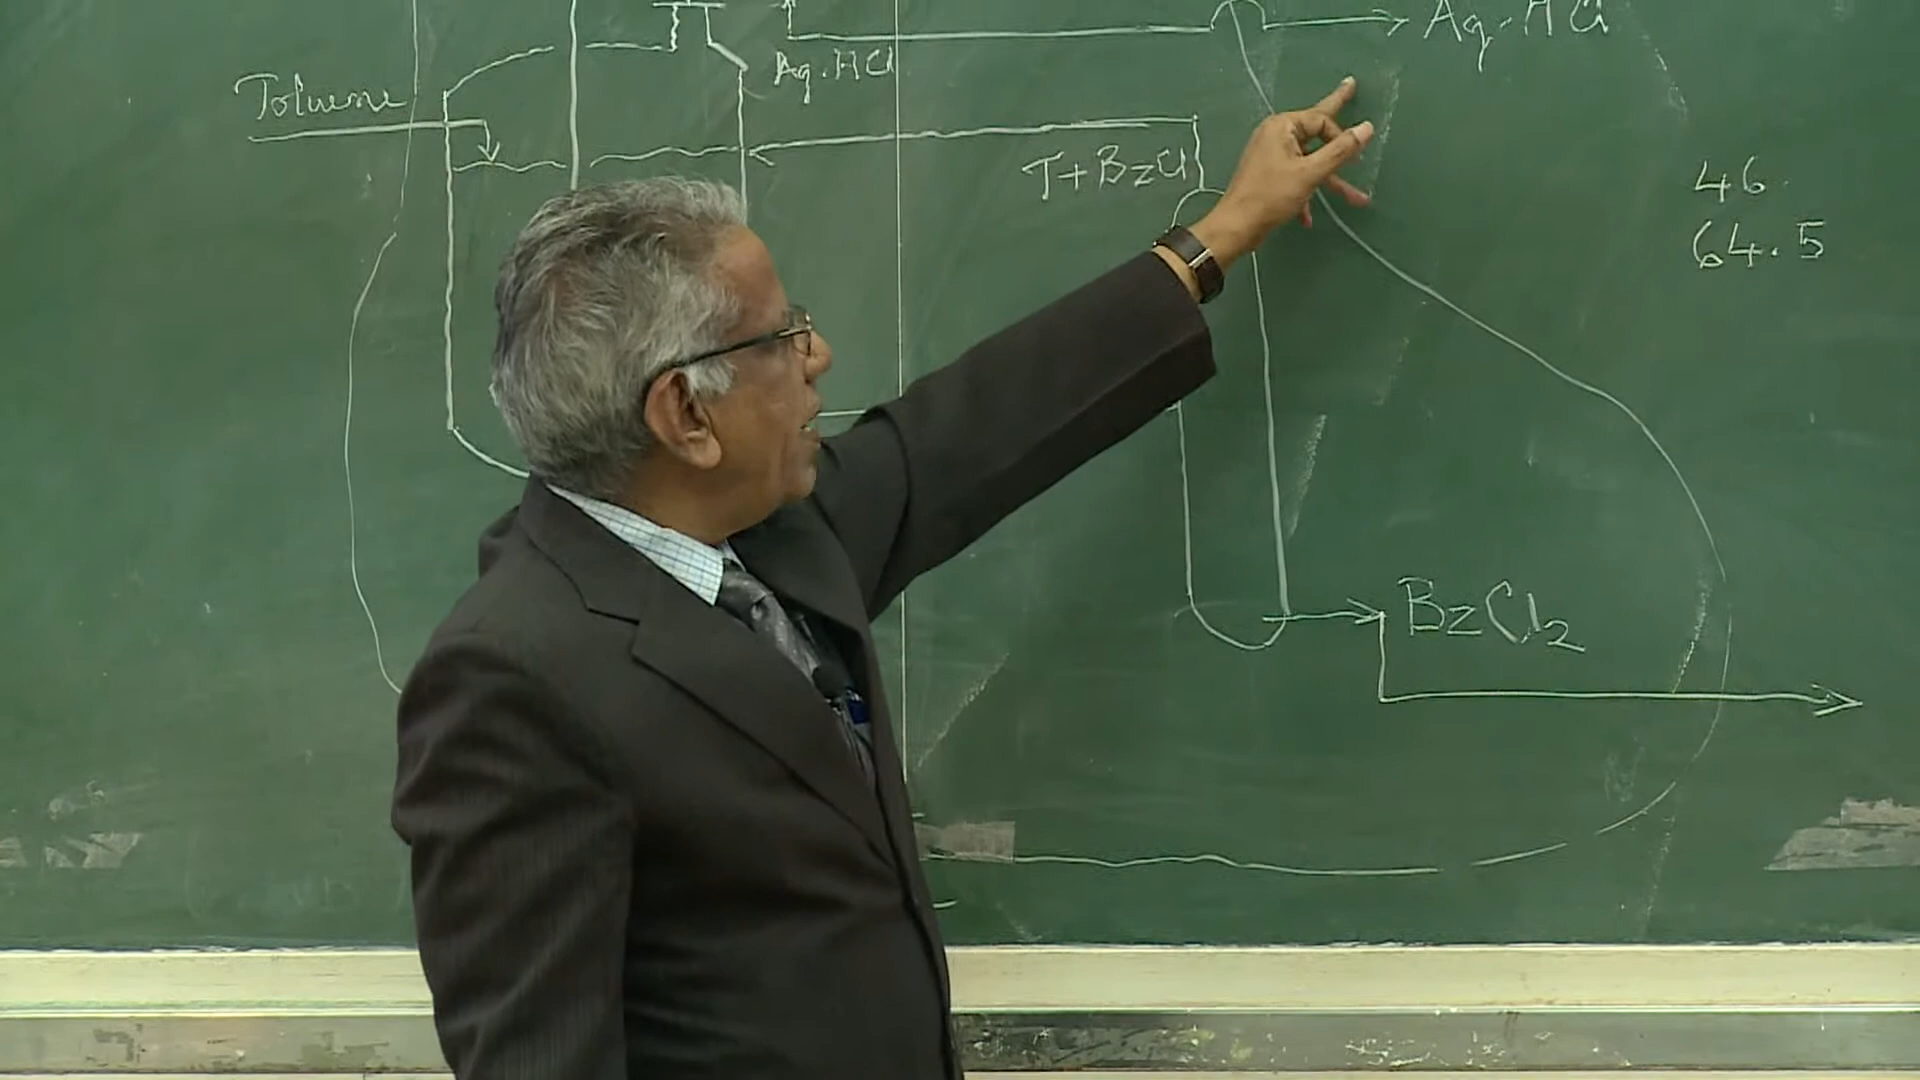 Aq. HCl
Toluene
Aq. HCl
T + BzCl
46
64.5
BzCl2